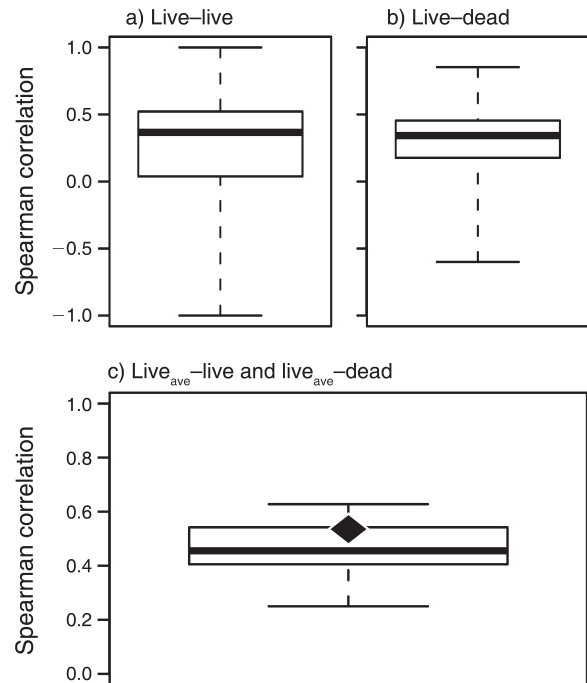 a) Live–live
b) Live–dead
Spearman correlation
1.0
0.5
0.0
−0.5
−1.0
c) Liveave–live and liveave–dead
Spearman correlation
1.0
0.8
0.6
0.4
0.2
0.0